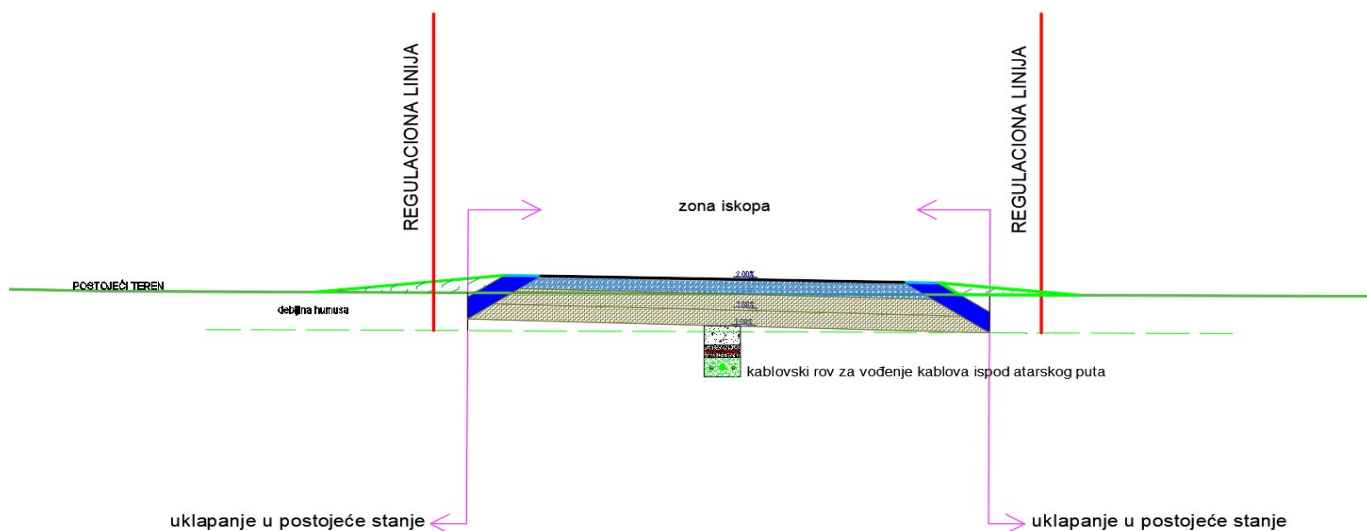 REGULACIONA LINIJA
REGULACIONA LINIJA
zona iskopa
2.00%
POSTOJEĆI TEREN
debljina humusa
kablovski rov za vođenje kablova ispod atarskog puta
uklapanje u postojeće stanje
uklapanje u postojeće stanje